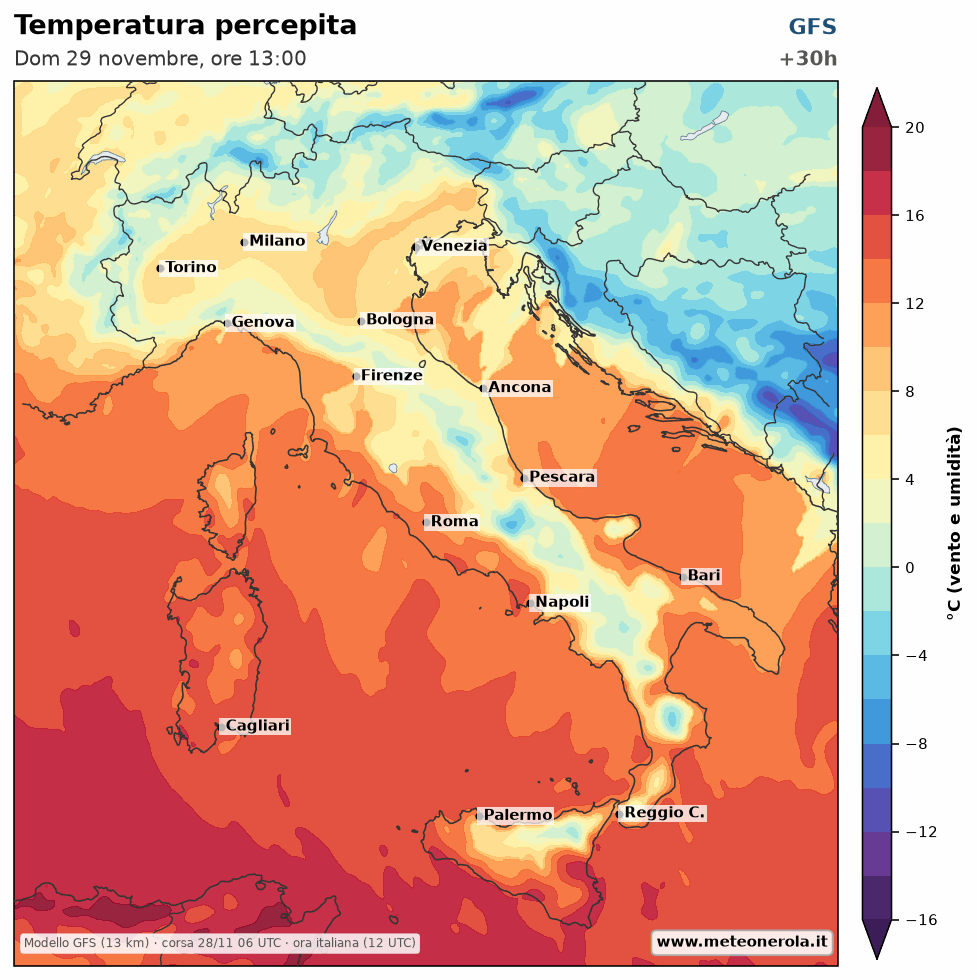 Temperatura percepita
GFS
Dom 29 novembre, ore 13:00
+30h
Milano
Venezia
Torino
Genova
Bologna
Firenze
Ancona
Pescara
Roma
Bari
Napoli
Cagliari
Palermo
Reggio C.
20
16
12
8
4
0
−4
−8
−12
−16
°C (vento e umidità)
Modello GFS (13 km) · corsa 28/11 06 UTC · ora italiana (12 UTC)
www.meteonerola.it